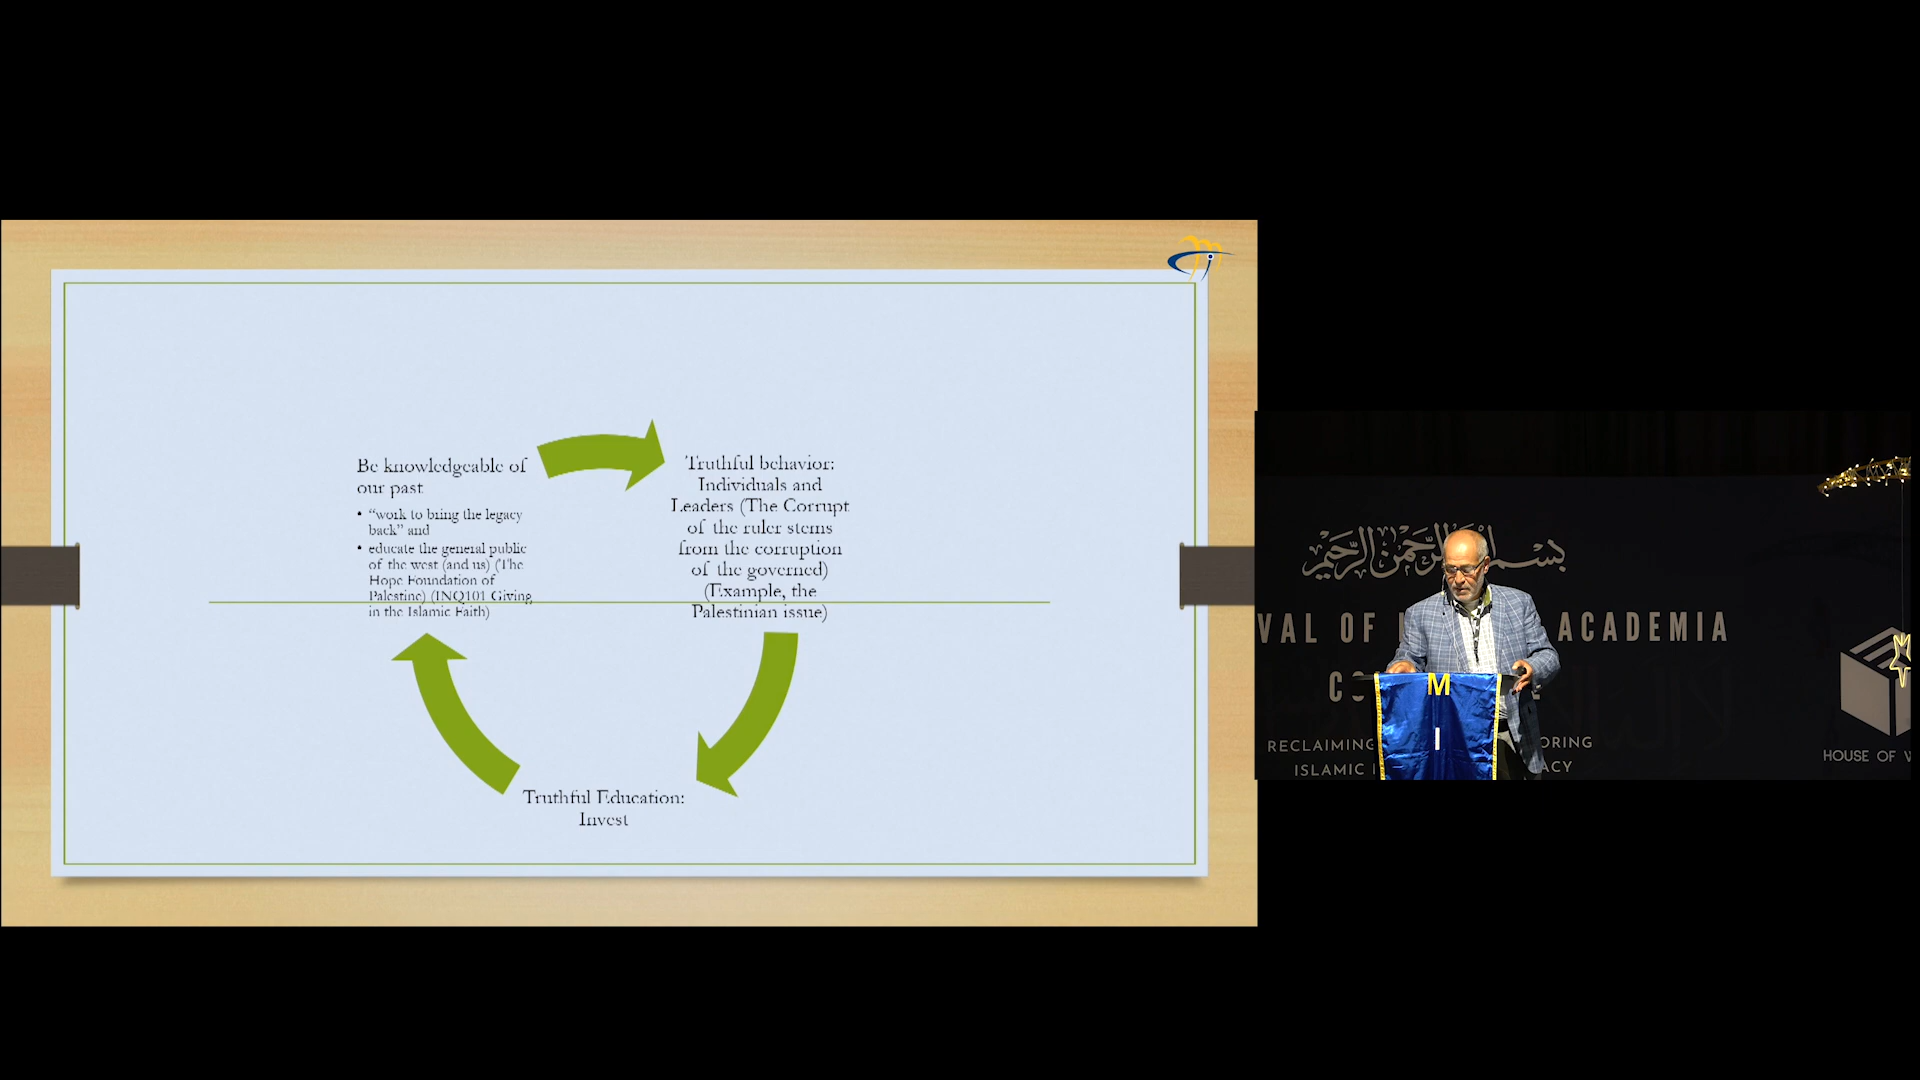 Be knowledgeable of
our past
• “work to bring the legacy
back” and
• educate the general public
of the west (and us) (The
Hope Foundation of
Palestine) (INQ101 Giving
in the Islamic Faith)
Truthful behavior:
Individuals and
Leaders (The Corrupt
of the ruler stems
from the corruption
of the governed)
(Example, the
Palestinian issue)
Truthful Education:
Invest
بسم الله الرحمن الرحيم
VAL OF
ACADEMIA
RECLAIMING
ORING
ISLAMIC
ACY
HOUSE OF
M